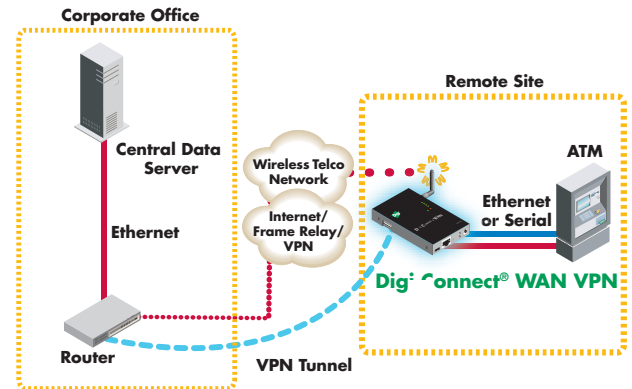 Corporate Office
Remote Site
Central Data
Server
Wireless Telco
Network
ATM
Ethernet
or Serial
Internet/
Frame Relay/
VPN
Ethernet
Connect® WAN VPN
Router
VPN Tunnel